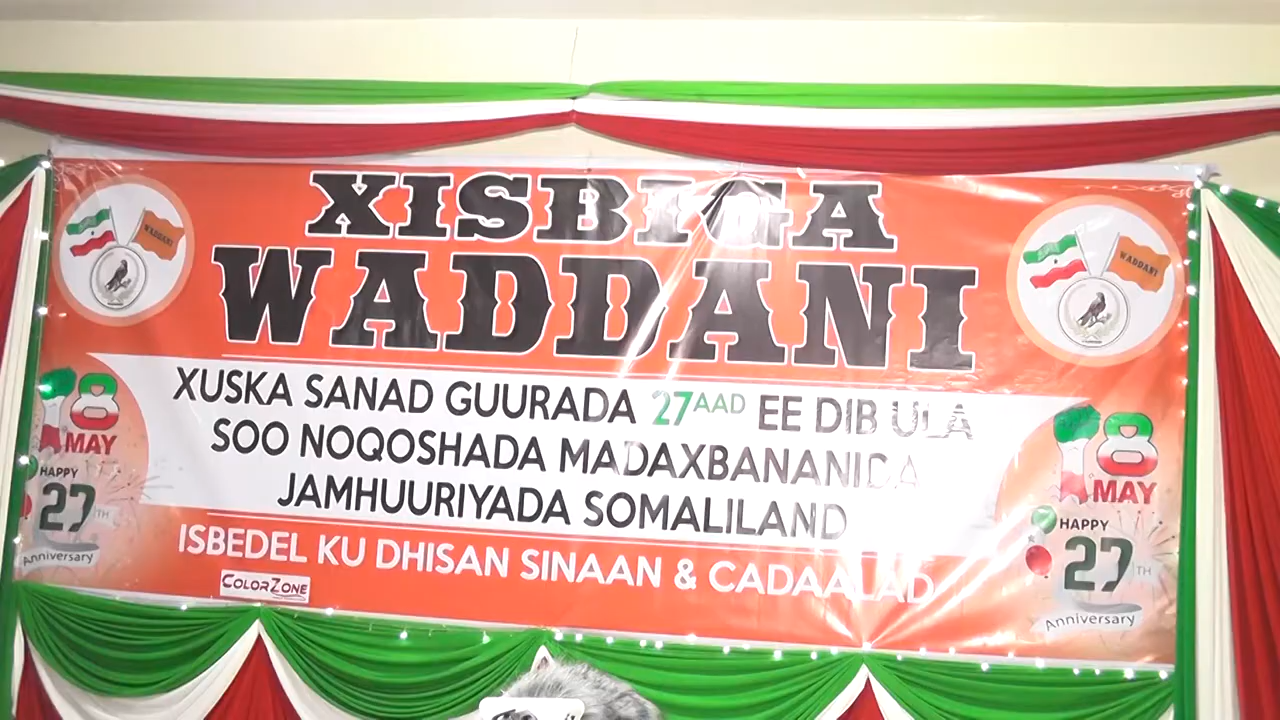 XISBIGA
WADDANI
WADDANI
WADDANI
XUSKA SANAD GUURADA 27AAD EE DIB ULA
SOO NOQOSHADA MADAXBANANIDA
JAMHUURIYADA SOMALILAND
ISBEDEL KU DHISAN SINAAN & CADAALAD
COLORZONE
18
MAY
HAPPY
27TH
Anniversary
18
MAY
HAPPY
27TH
Anniversary